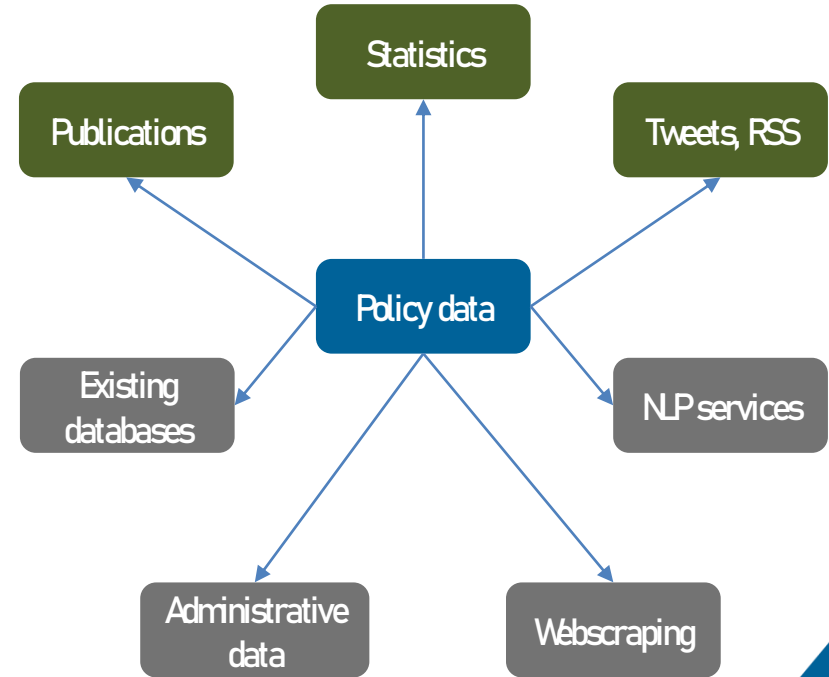 Statistics
Publications
Tweets, RSS
Policy data
Existing
databases
NLP services
Administrative
data
Webscraping